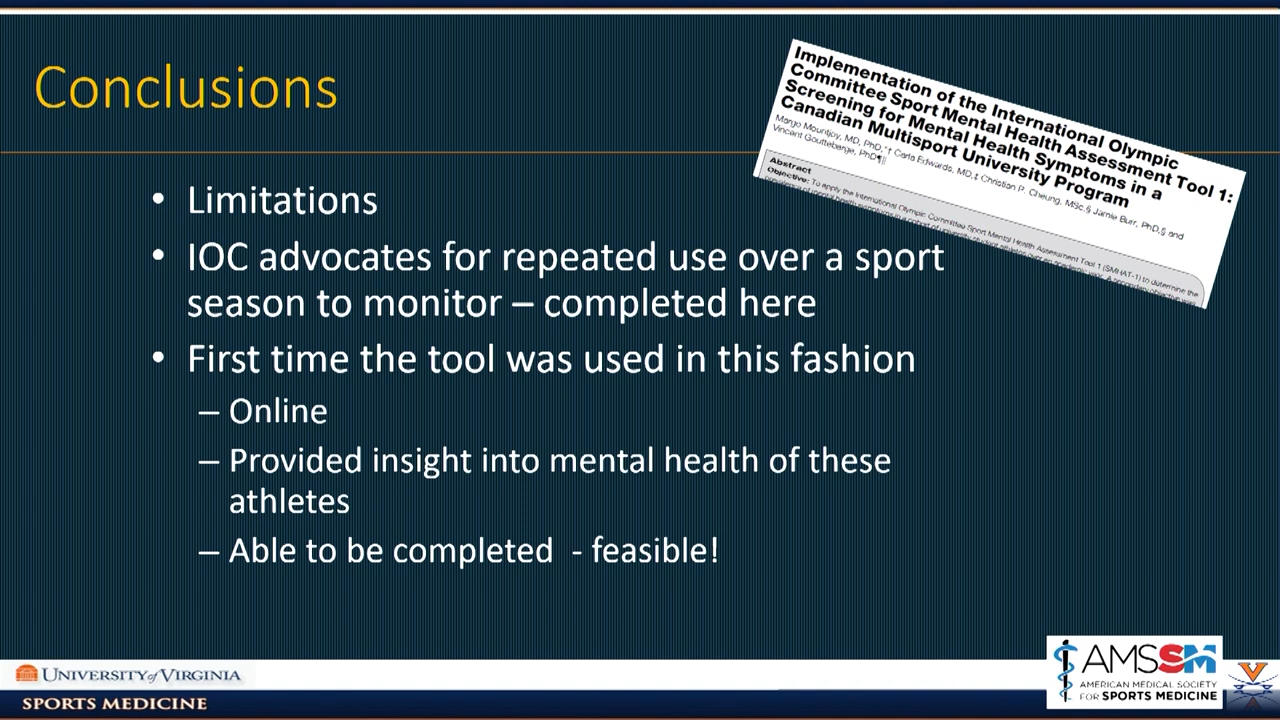 Conclusions
Implementation of the International Olympic
Committee Sport Mental Health Assessment Tool 1:
Screening for Mental Health Symptoms in a
Canadian Multisport University Program
Margo Mountjoy, MD, PhD,*† Carla Edwards, MD,‡ Christian P. Cheung, MSc,§ Jamie Burr, PhD,§ and
Vincent Gouttebarge, PhD¶||
Abstract
Objective: To apply the International Olympic Committee Sport Mental Health Assessment Tool 1 (SMHAT-1) to determine the
• Limitations
• IOC advocates for repeated use over a sport
season to monitor – completed here
• First time the tool was used in this fashion
– Online
– Provided insight into mental health of these
athletes
– Able to be completed  - feasible!
UNIVERSITY of VIRGINIA
SPORTS MEDICINE
AMSSM
AMERICAN MEDICAL SOCIETY
FOR SPORTS MEDICINE